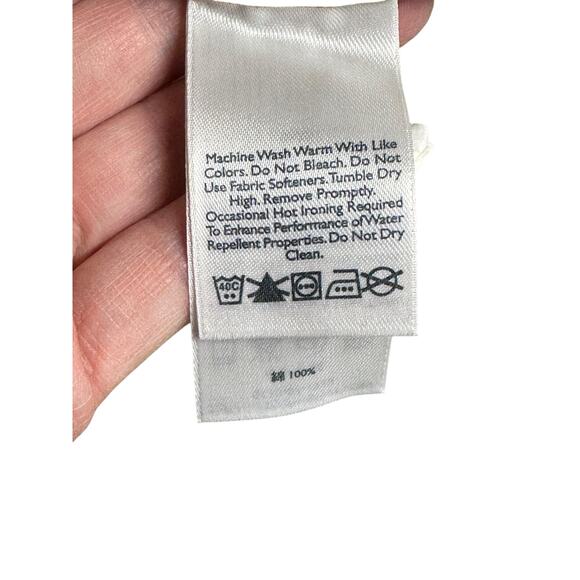 Machine Wash Warm With Like
Colors. Do Not Bleach. Do Not
Use Fabric Softeners. Tumble Dry
High. Remove Promptly.
Occasional Hot Ironing Required
To Enhance Performance of Water
Repellent Properties. Do Not Dry
Clean.
40C
綿 100%